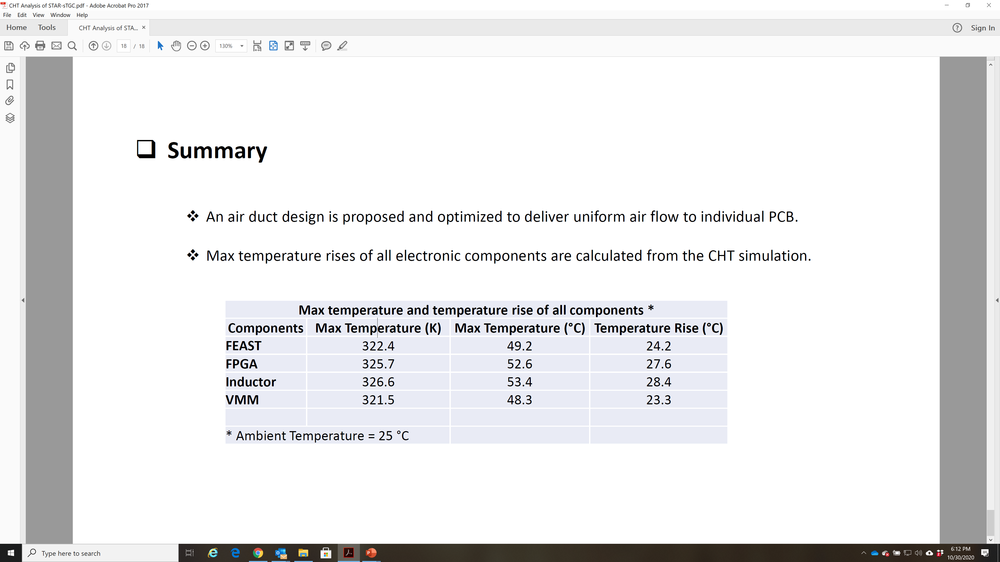 CHT Analysis of STAR-sTGC.pdf - Adobe Acrobat Pro 2017
File Edit View Window Help
Home Tools CHT Analysis of STA... × ? Sign In
18 / 18 130%
Summary
An air duct design is proposed and optimized to deliver uniform air flow to individual PCB.
Max temperature rises of all electronic components are calculated from the CHT simulation.
Max temperature and temperature rise of all components *
Components Max Temperature (K) Max Temperature (°C) Temperature Rise (°C)
FEAST 322.4 49.2 24.2
FPGA 325.7 52.6 27.6
Inductor 326.6 53.4 28.4
VMM 321.5 48.3 23.3
* Ambient Temperature = 25 °C
Type here to search
6:12 PM
10/30/2020